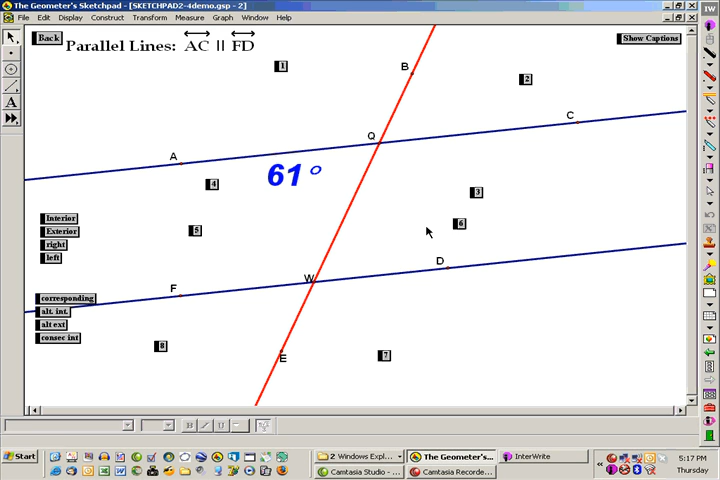 The Geometer's Sketchpad - [SKETCHPAD2-4demo.gsp - 2]
File Edit Display Construct Transform Measure Graph Window Help
Back
Parallel Lines: AC || FD
Show Captions
1
B
2
C
Q
A
61°
4
3
5
6
Interior
Exterior
right
left
D
W
F
corresponding
alt. int.
alt ext
consec int
8
E
7
A
B I U
Start
2 Windows Expl...
The Geometer's...
InterWrite
5:17 PM
Camtasia Studio - ...
Camtasia Recorde...
Thursday
IW